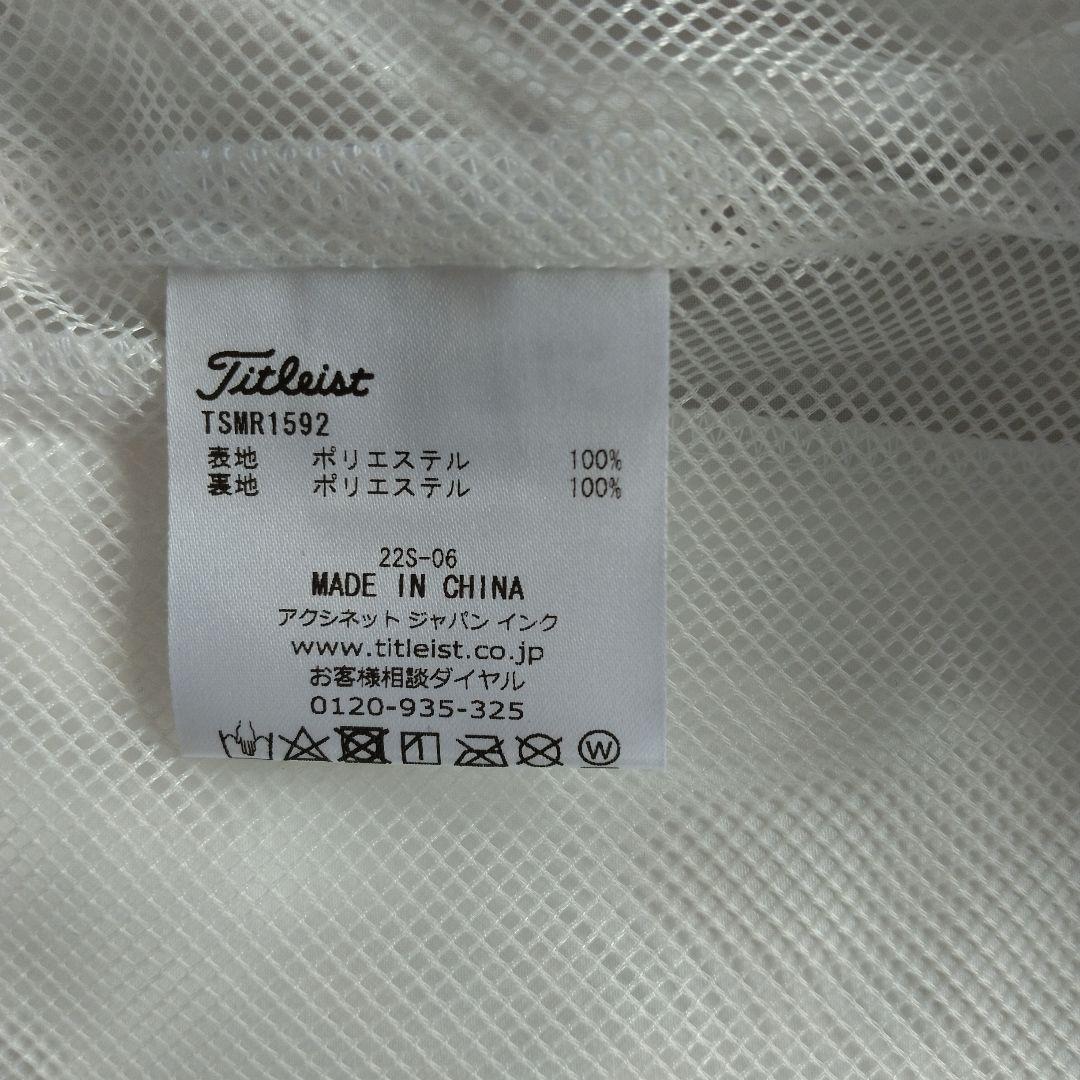 Titleist
TSMR1592
表地 ポリエステル 100%
裏地 ポリエステル 100%
22S-06
MADE IN CHINA
アクシネット ジャパン インク
www.titleist.co.jp
お客様相談ダイヤル
0120-935-325
W